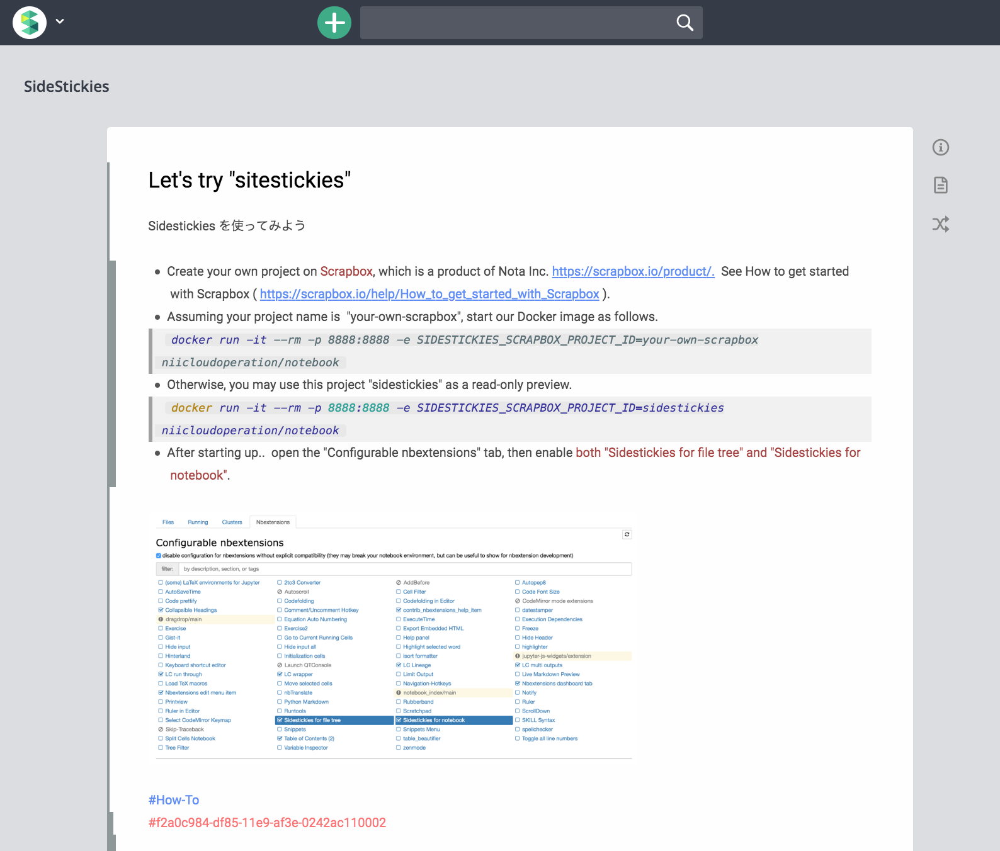 SideStickies
Let's try "sitestickies"
Sidestickies を使ってみよう
Create your own project on Scrapbox, which is a product of Nota Inc. https://scrapbox.io/product/. See How to get started
with Scrapbox ( https://scrapbox.io/help/How_to_get_started_with_Scrapbox ).
Assuming your project name is "your-own-scrapbox", start our Docker image as follows.
docker run -it --rm -p 8888:8888 -e SIDESTICKIES_SCRAPBOX_PROJECT_ID=your-own-scrapbox
niicloudoperation/notebook
Otherwise, you may use this project "sidestickies" as a read-only preview.
docker run -it --rm -p 8888:8888 -e SIDESTICKIES_SCRAPBOX_PROJECT_ID=sidestickies
niicloudoperation/notebook
After starting up.. open the "Configurable nbextensions" tab, then enable both "Sidestickies for file tree" and "Sidestickies for
notebook".
Files Running Clusters Nbextensions
Configurable nbextensions
disable configuration for nbextensions without explicit compatibility (they may break your notebook environment, but can be useful to show for nbextension development)
filter: by description, section, or tags
(some) LaTeX environments for Jupyter 2to3 Converter AddBefore Autopep8
AutoSaveTime Autoscroll Cell Filter Code Font Size
Code prettify Codefolding Codefolding in Editor CodeMirror mode extensions
Collapsible Headings Comment/Uncomment Hotkey contrib_nbextensions_help_item datestamper
dragdrop/main Equation Auto Numbering ExecuteTime Execution Dependencies
Exercise Exercise2 Export Embedded HTML Freeze
Gist-it Go to Current Running Cells Help panel Hide Header
Hide input Hide input all Highlight selected word highlighter
Hinterland Initialization cells isort formatter jupyter-js-widgets/extension
Keyboard shortcut editor Launch QTConsole LC Lineage LC multi outputs
LC run through LC wrapper Limit Output Live Markdown Preview
Load TeX macros Move selected cells Navigation-Hotkeys Nbextensions dashboard tab
Nbextensions edit menu item nbTranslate notebook_index/main Notify
Printview Python Markdown Rubberband Ruler
Ruler in Editor Runtools Scratchpad ScrollDown
Select CodeMirror Keymap Sidestickies for file tree Sidestickies for notebook SKILL Syntax
Skip-Traceback Snippets Snippets Menu spellchecker
Split Cells Notebook Table of Contents (2) table_beautifier Toggle all line numbers
Tree Filter Variable Inspector zenmode
#How-To
#f2a0c984-df85-11e9-af3e-0242ac110002